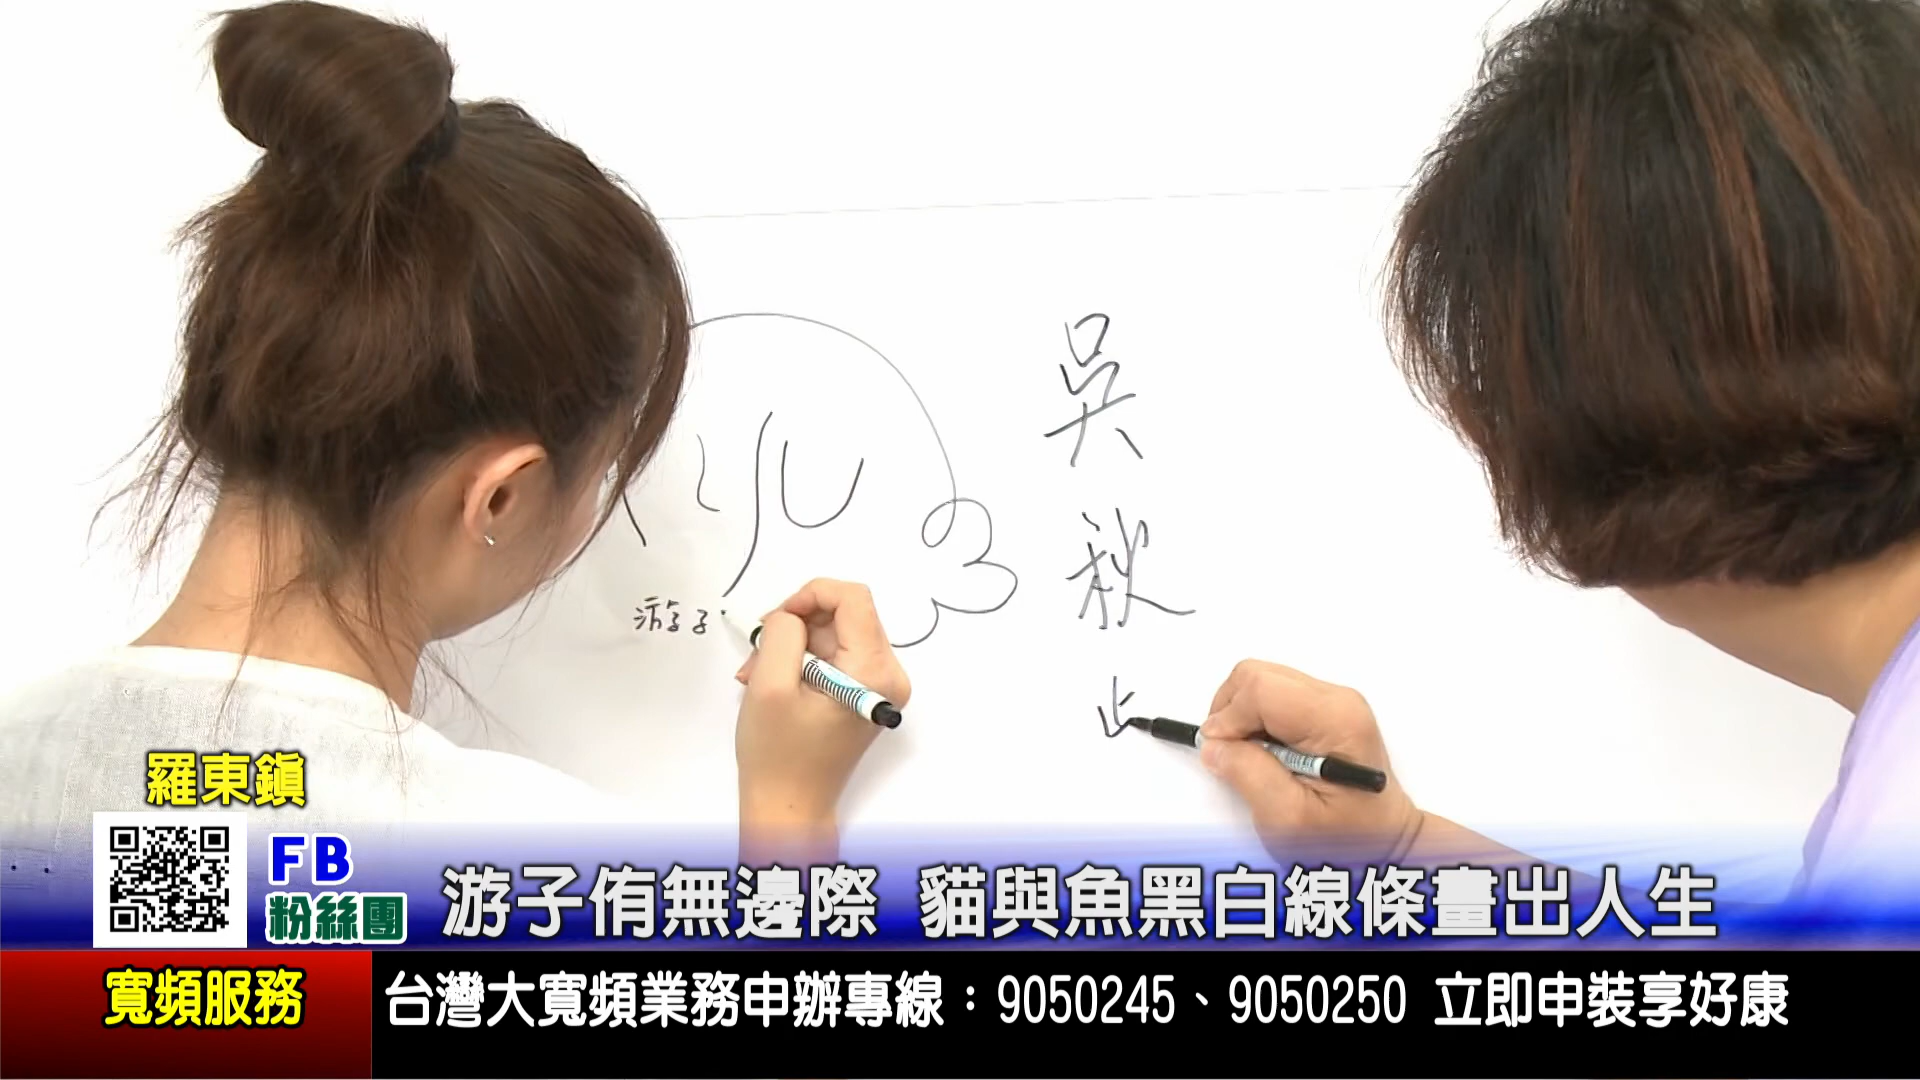 吳秋
游子
羅東鎮
FB
粉絲團
游子侑無邊際 貓與魚黑白線條畫出人生
寬頻服務
台灣大寬頻業務申辦專線：9050245、9050250 立即申裝享好康